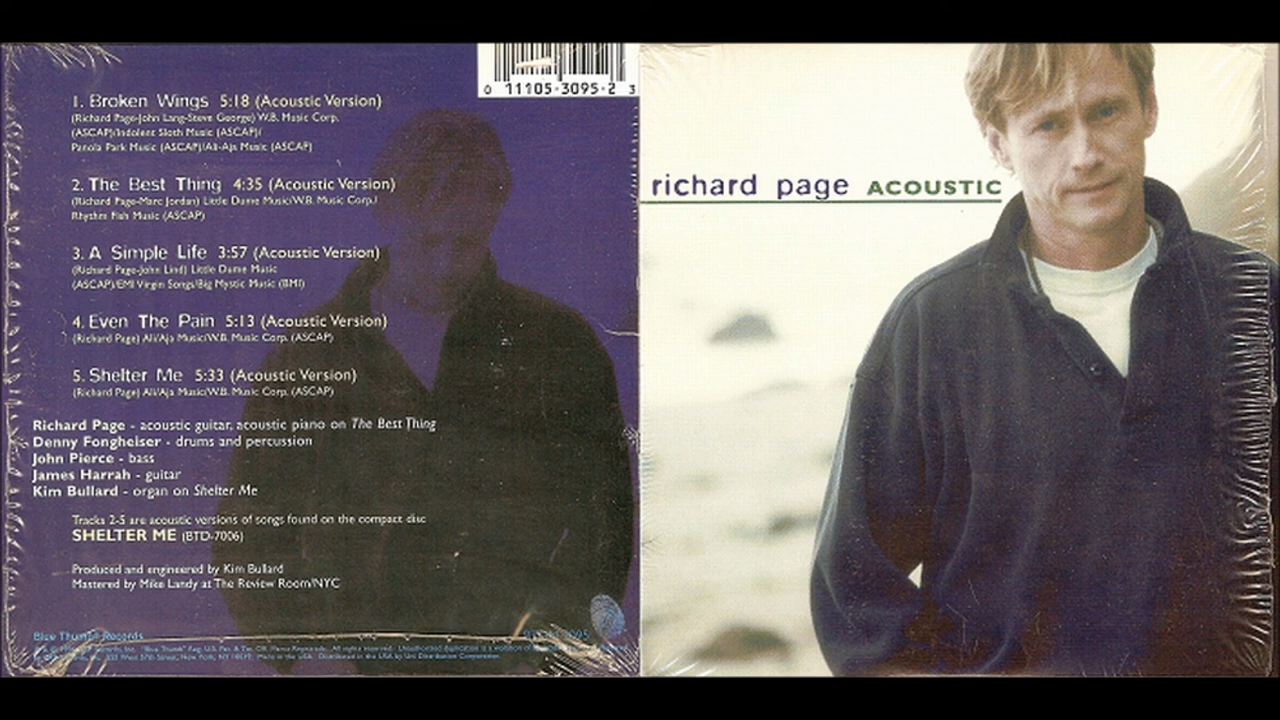 0 11105-3095-2 3
1. Broken Wings 5:18 (Acoustic Version)
(Richard Page-John Lang-Steve George) W.B. Music Corp.
(ASCAP)/Indolent Sloth Music (ASCAP)/
Panola Park Music (ASCAP)/Ali-Aja Music (ASCAP)
2. The Best Thing 4:35 (Acoustic Version)
(Richard Page-Marc Jordan) Little Dume Music/W.B. Music Corp./
Rhythm Fish Music (ASCAP)
3. A Simple Life 3:57 (Acoustic Version)
(Richard Page-John Lind) Little Dume Music
(ASCAP)/EMI Virgin Songs/Big Mystic Music (BMI)
4. Even The Pain 5:13 (Acoustic Version)
(Richard Page) Ali/Aja Music/W.B. Music Corp. (ASCAP)
5. Shelter Me 5:33 (Acoustic Version)
(Richard Page) Ali/Aja Music/W.B. Music Corp. (ASCAP)
Richard Page - acoustic guitar, acoustic piano on The Best Thing
Denny Fongheiser - drums and percussion
John Pierce - bass
James Harrah - guitar
Kim Bullard - organ on Shelter Me
Tracks 2-5 are acoustic versions of songs found on the compact disc
SHELTER ME (BTD-7006)
Produced and engineered by Kim Bullard
Mastered by Mike Landy at The Review Room/NYC
Blue Thumb Records
richard page ACOUSTIC